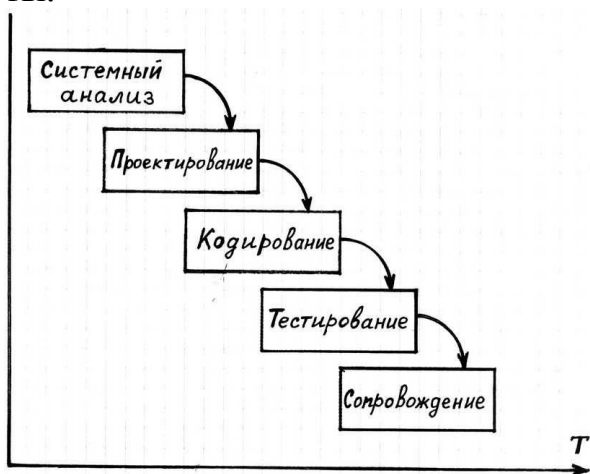 Системный
анализ
Проектирование
Кодирование
Тестирование
Сопровождение
T